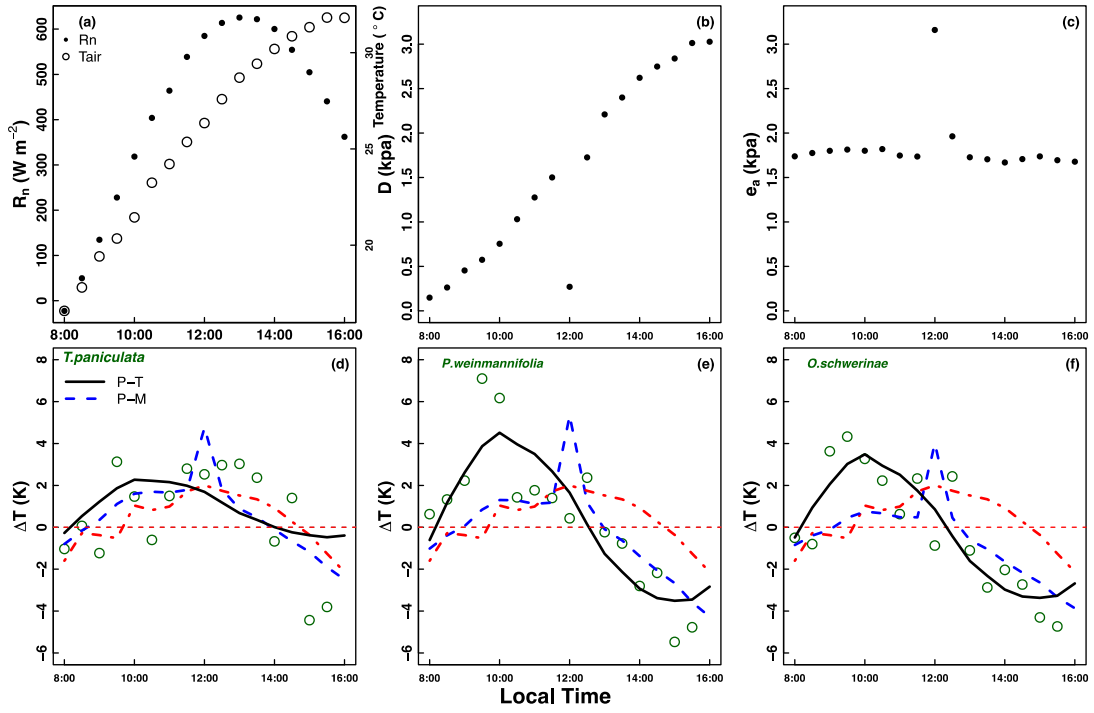 (a)
Rn
Tair
600
500
400
300
200
100
0
Rn (W m−2)
30
25
20
Temperature ( ° C)
8:00 10:00 12:00 14:00 16:00
(b)
3.0
2.5
2.0
1.5
1.0
0.5
0.0
D (kpa)
8:00 10:00 12:00 14:00 16:00
(c)
3.0
2.5
2.0
1.5
1.0
0.5
0.0
ea (kpa)
8:00 10:00 12:00 14:00 16:00
T.paniculata
(d)
P−T
P−M
8
6
4
2
0
−2
−4
−6
ΔT (K)
8:00 10:00 12:00 14:00 16:00
P.weinmannifolia
(e)
8
6
4
2
0
−2
−4
−6
ΔT (K)
8:00 10:00 12:00 14:00 16:00
O.schwerinae
(f)
8
6
4
2
0
−2
−4
−6
ΔT (K)
8:00 10:00 12:00 14:00 16:00
Local Time